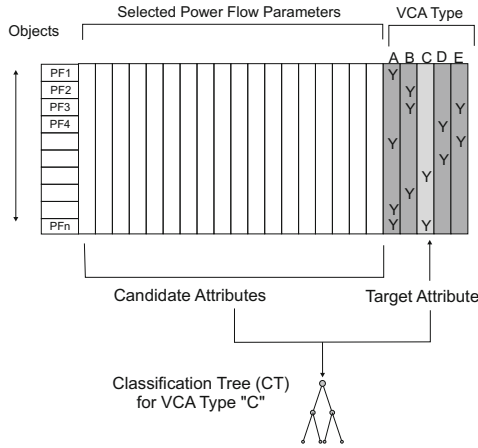 Selected Power Flow Parameters
VCA Type
Objects
A B C D E
PF1 Y
PF2 Y
PF3 Y Y
PF4 Y
Y Y
Y
Y
Y
Y
PFn Y Y
Candidate Attributes
Target Attribute
Classification Tree (CT)
for VCA Type "C"